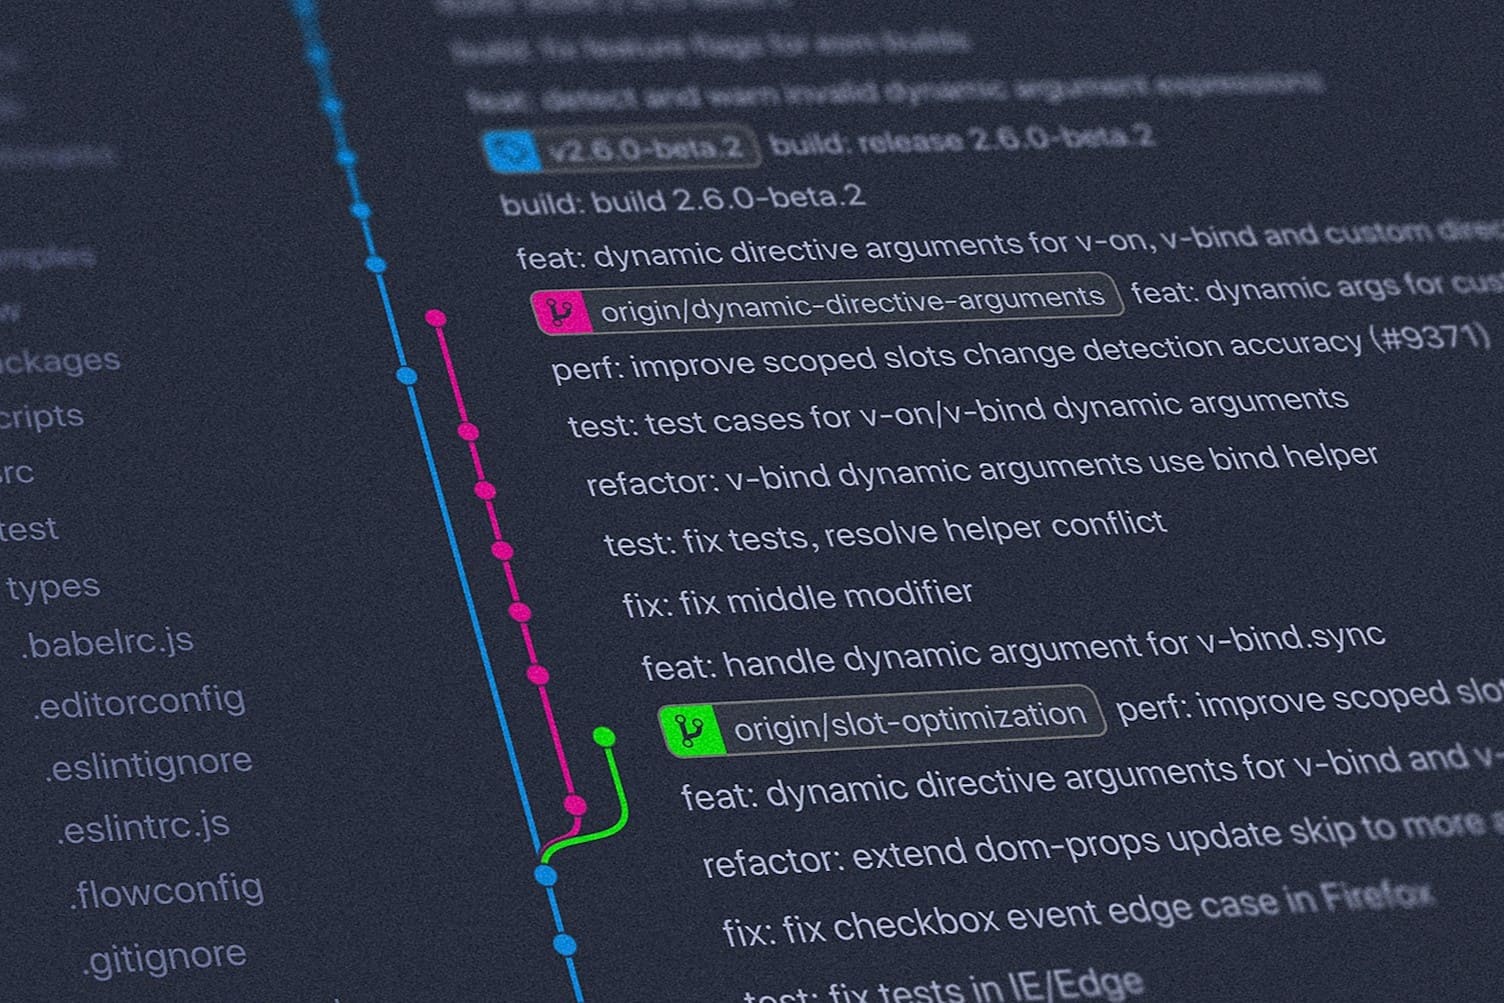 build: fix feature flags for esm builds
feat: detect and warn invalid dynamic argument expressions
v2.6.0-beta.2 build: release 2.6.0-beta.2
build: build 2.6.0-beta.2
feat: dynamic directive arguments for v-on, v-bind and custom direc
origin/dynamic-directive-arguments feat: dynamic args for cus
perf: improve scoped slots change detection accuracy (#9371)
test: test cases for v-on/v-bind dynamic arguments
refactor: v-bind dynamic arguments use bind helper
test: fix tests, resolve helper conflict
fix: fix middle modifier
feat: handle dynamic argument for v-bind.sync
origin/slot-optimization perf: improve scoped slo
feat: dynamic directive arguments for v-bind and v-
refactor: extend dom-props update skip to more
fix: fix checkbox event edge case in Firefox
test: fix tests in IE/Edge
mples
ckages
cripts
rc
test
types
.babelrc.js
.editorconfig
.eslintignore
.eslintrc.js
.flowconfig
.gitignore